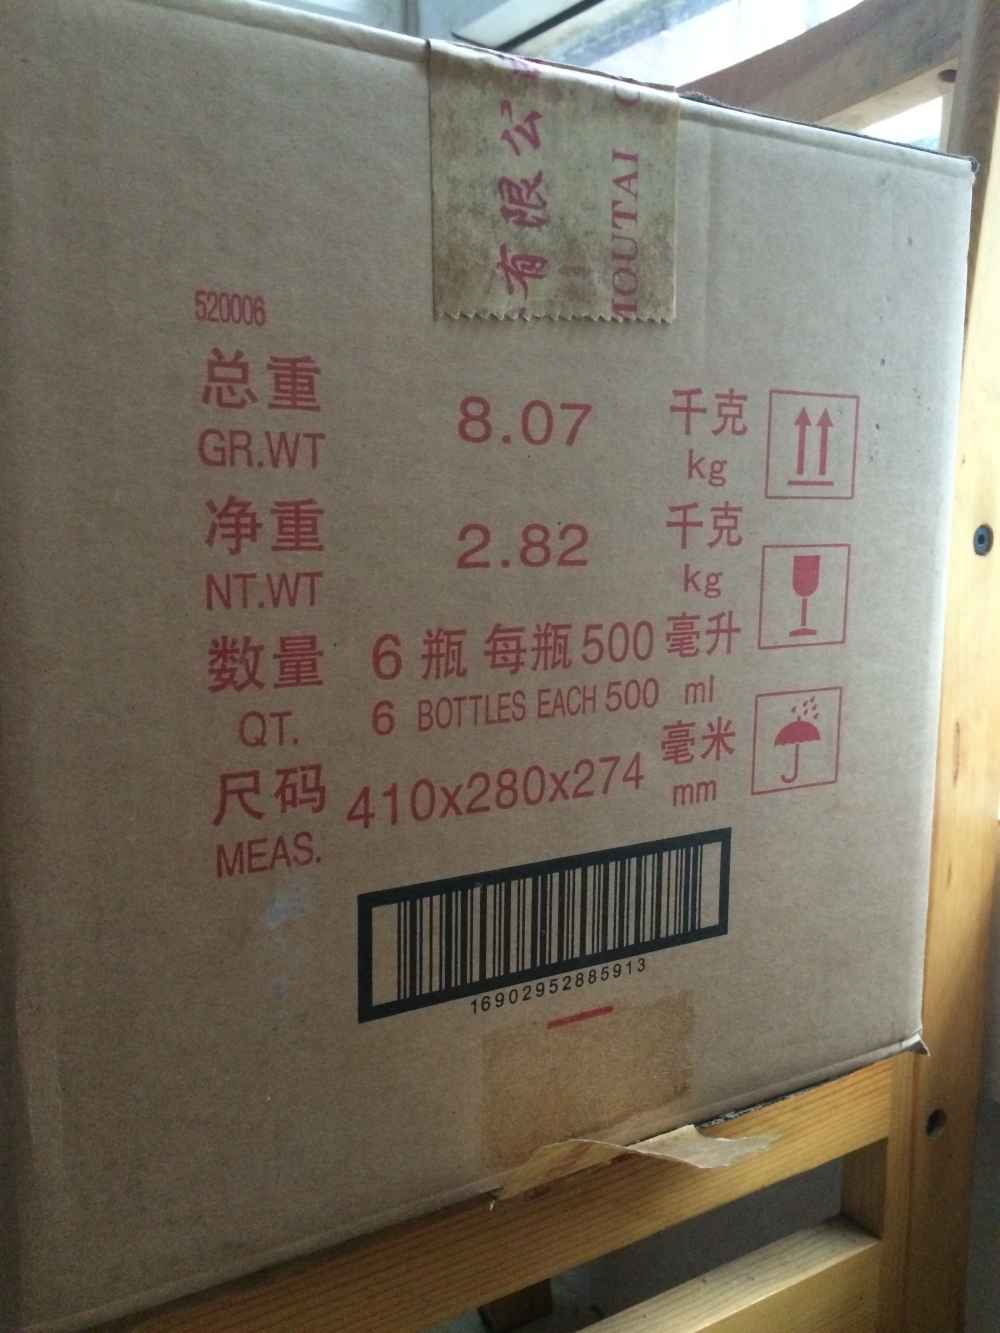 有限公
MOUTAI
520006
总重 8.07 千克
GR.WT kg
净重 2.82 千克
NT.WT kg
数量 6 瓶 每瓶 500 毫升
QT. 6 BOTTLES EACH 500 ml
尺码 410x280x274 毫米
MEAS. mm
16902952885913